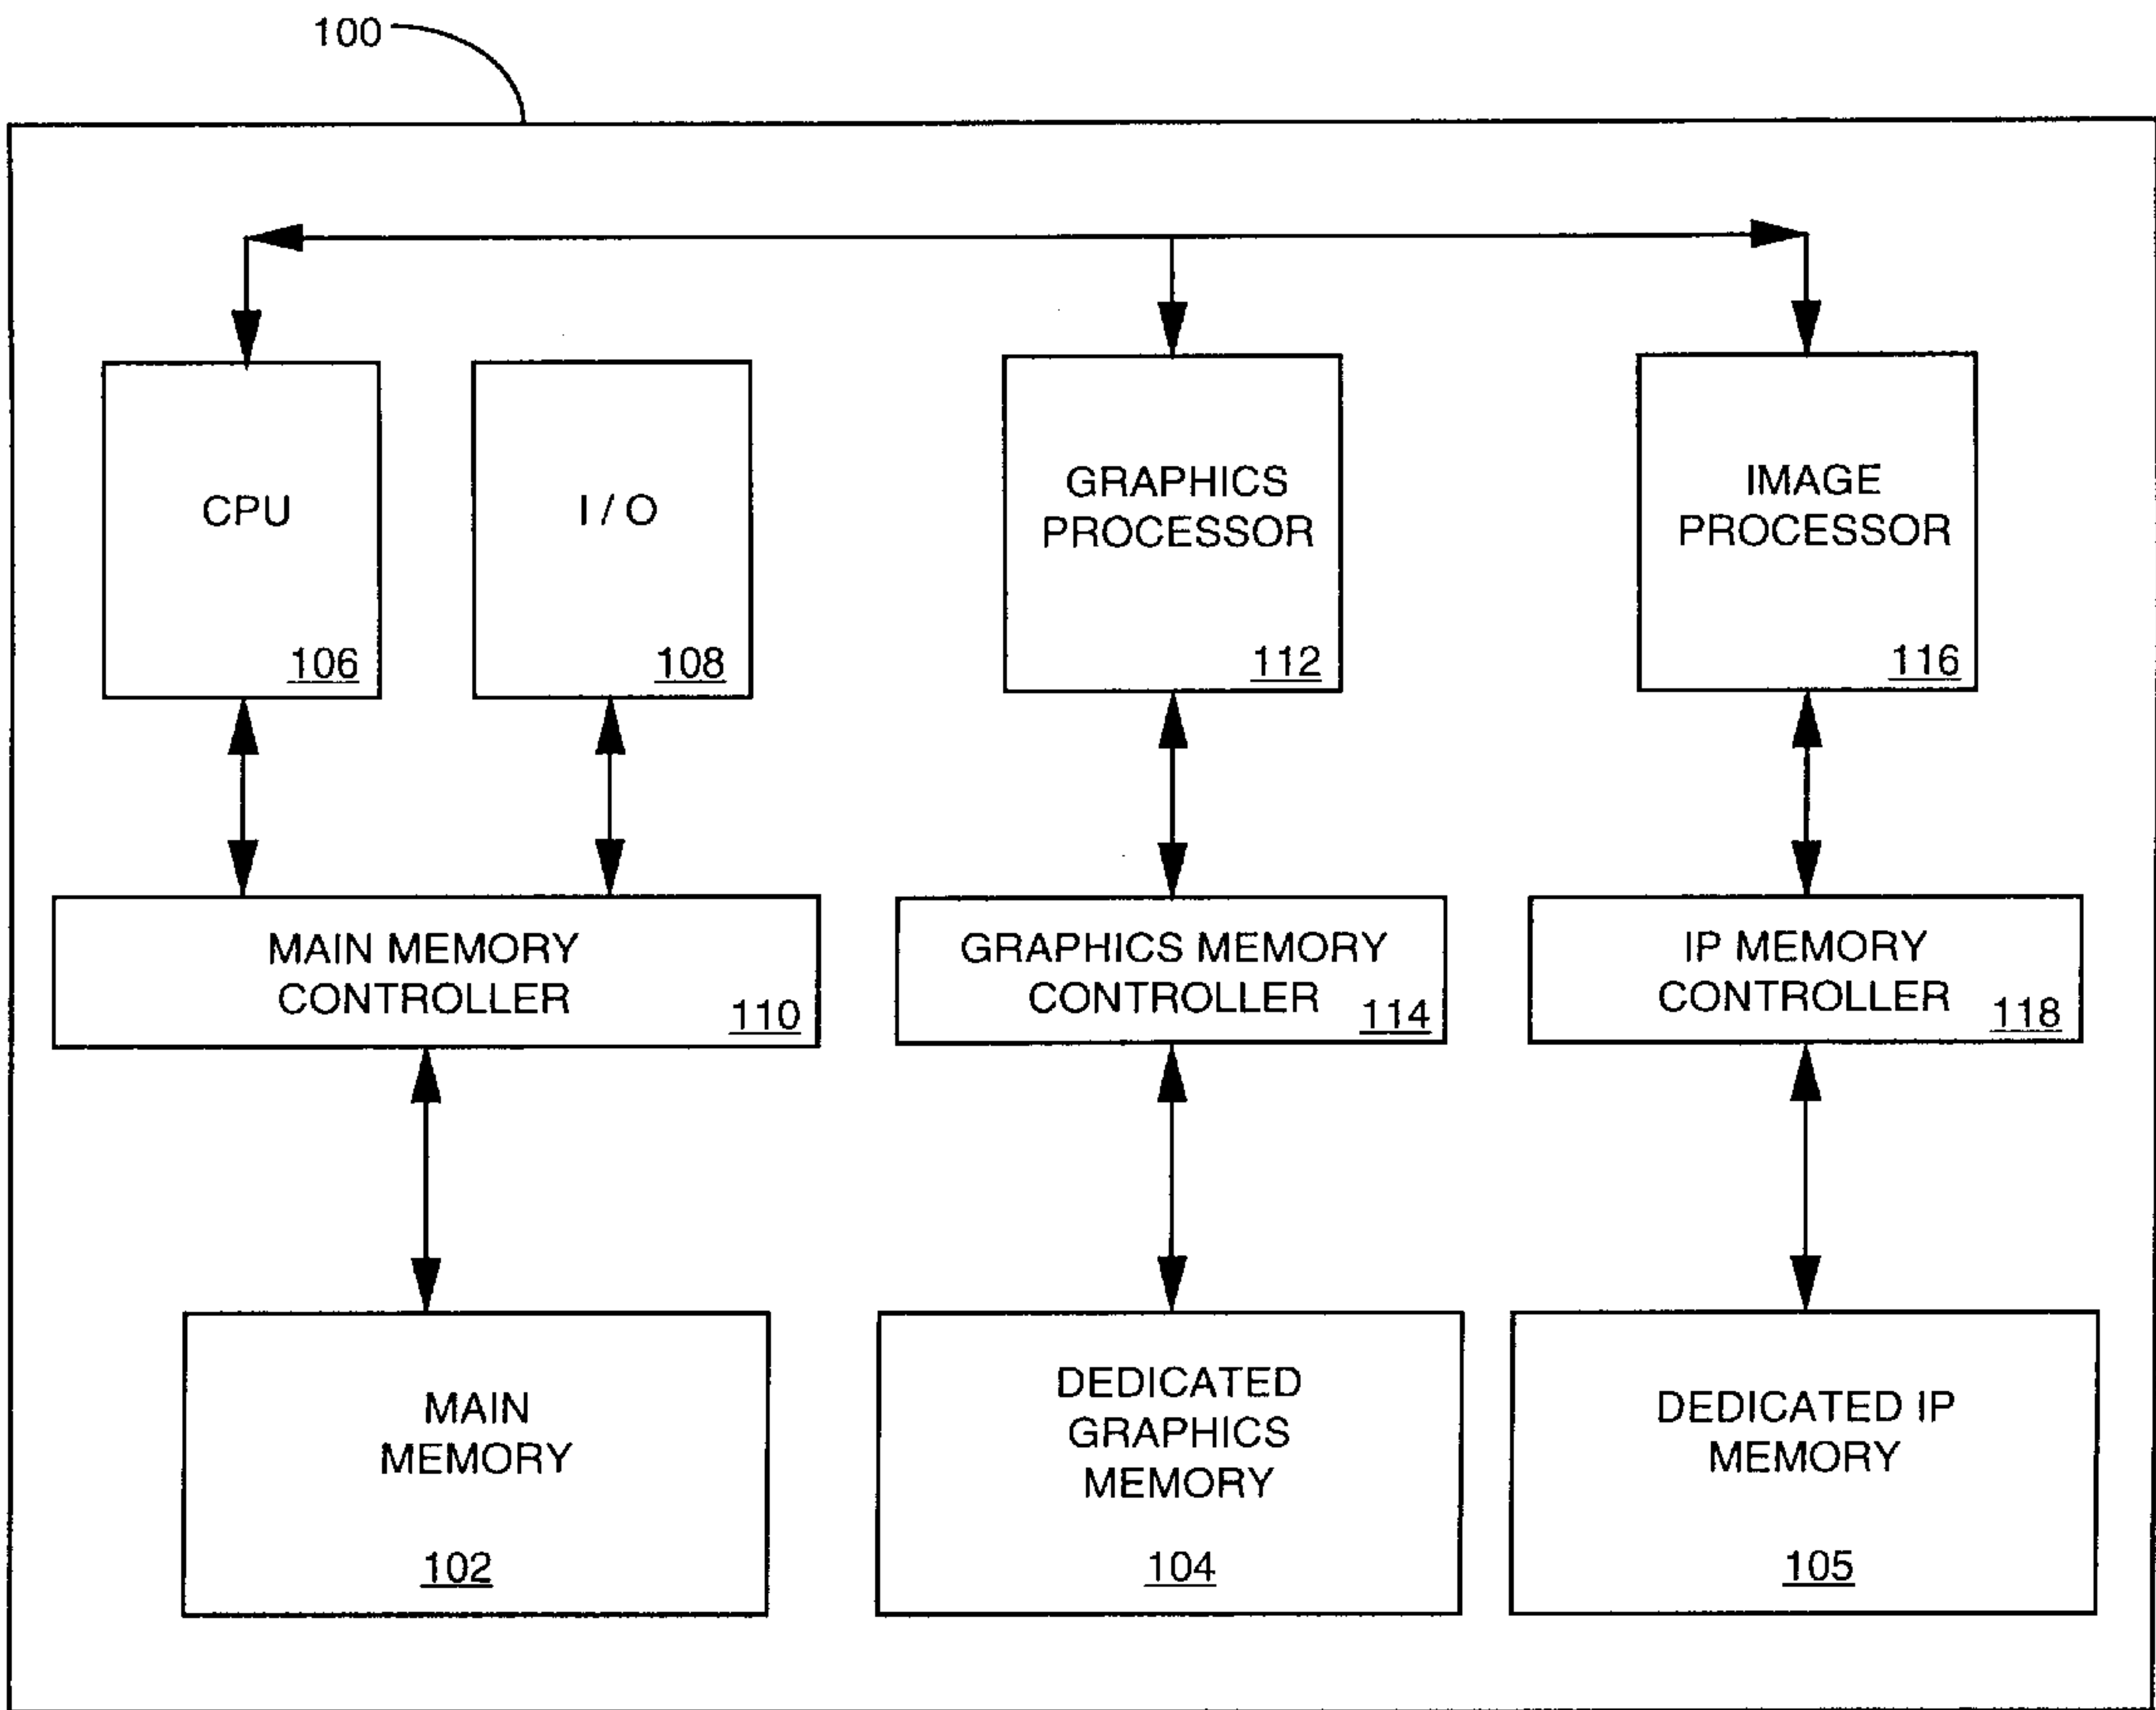 100
CPU
106
I / O
108
GRAPHICS
PROCESSOR
112
IMAGE
PROCESSOR
116
MAIN MEMORY
CONTROLLER
110
GRAPHICS MEMORY
CONTROLLER
114
IP MEMORY
CONTROLLER
118
MAIN
MEMORY
102
DEDICATED
GRAPHICS
MEMORY
104
DEDICATED IP
MEMORY
105